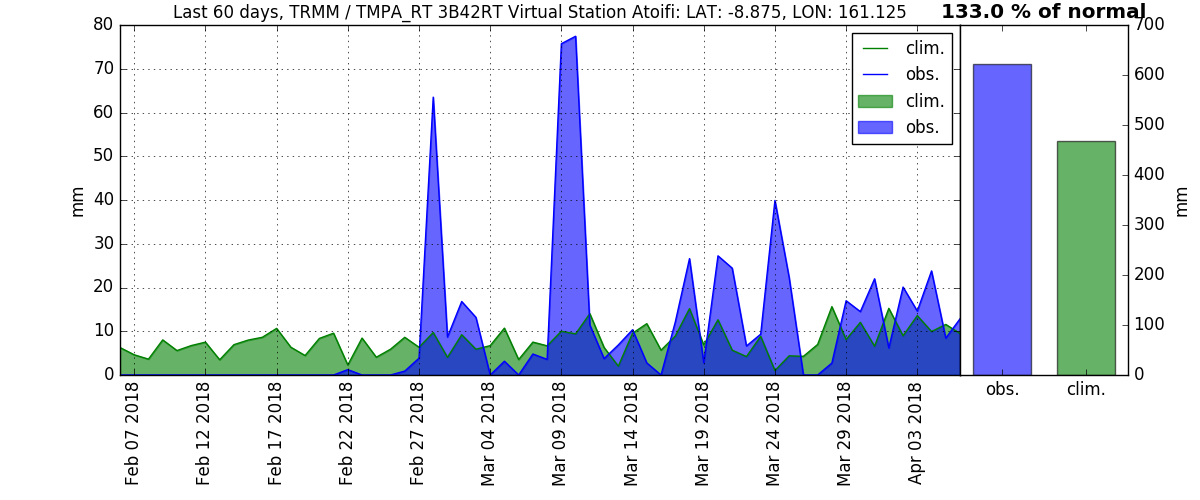 Last 60 days, TRMM / TMPA_RT 3B42RT Virtual Station Atoifi: LAT: -8.875, LON: 161.125
133.0 % of normal
80
70
60
50
40
30
20
10
0
mm
clim.
obs.
clim.
obs.
Feb 07 2018
Feb 12 2018
Feb 17 2018
Feb 22 2018
Feb 27 2018
Mar 04 2018
Mar 09 2018
Mar 14 2018
Mar 19 2018
Mar 24 2018
Mar 29 2018
Apr 03 2018
700
600
500
400
300
200
100
0
mm
obs.
clim.